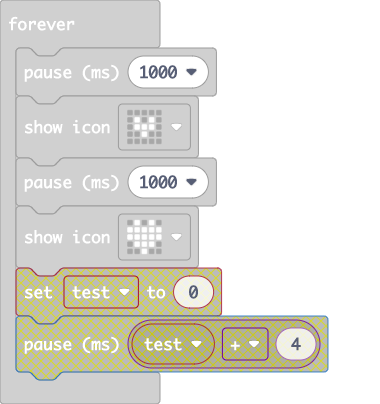 forever
pause (ms) 1000
show icon
pause (ms) 1000
show icon
set test to 0
pause (ms) test + 4